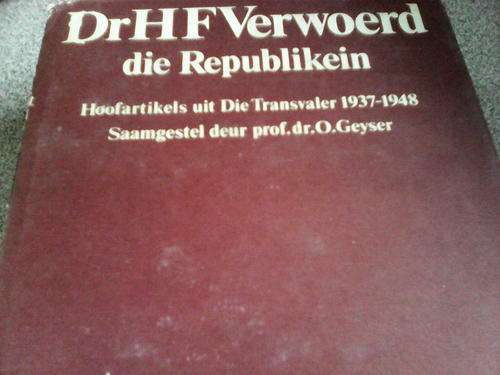 Dr H F Verwoerd
die Republikein
Hoofartikels uit Die Transvaler 1937-1948
Saamgestel deur prof.dr.O.Geyser